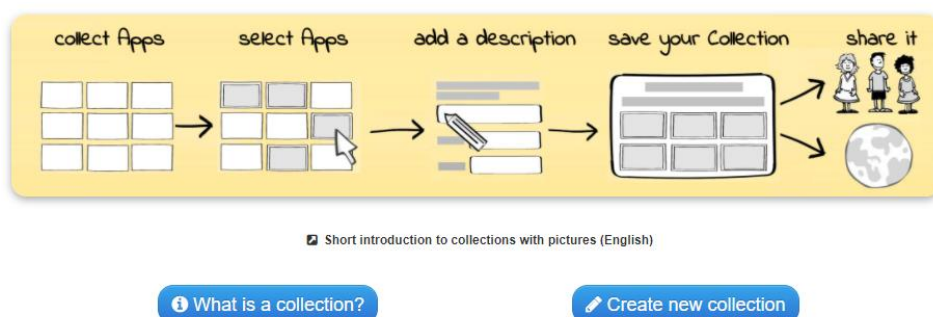 collect Apps select Apps add a description save your Collection share it
Short introduction to collections with pictures (English)
What is a collection? Create new collection